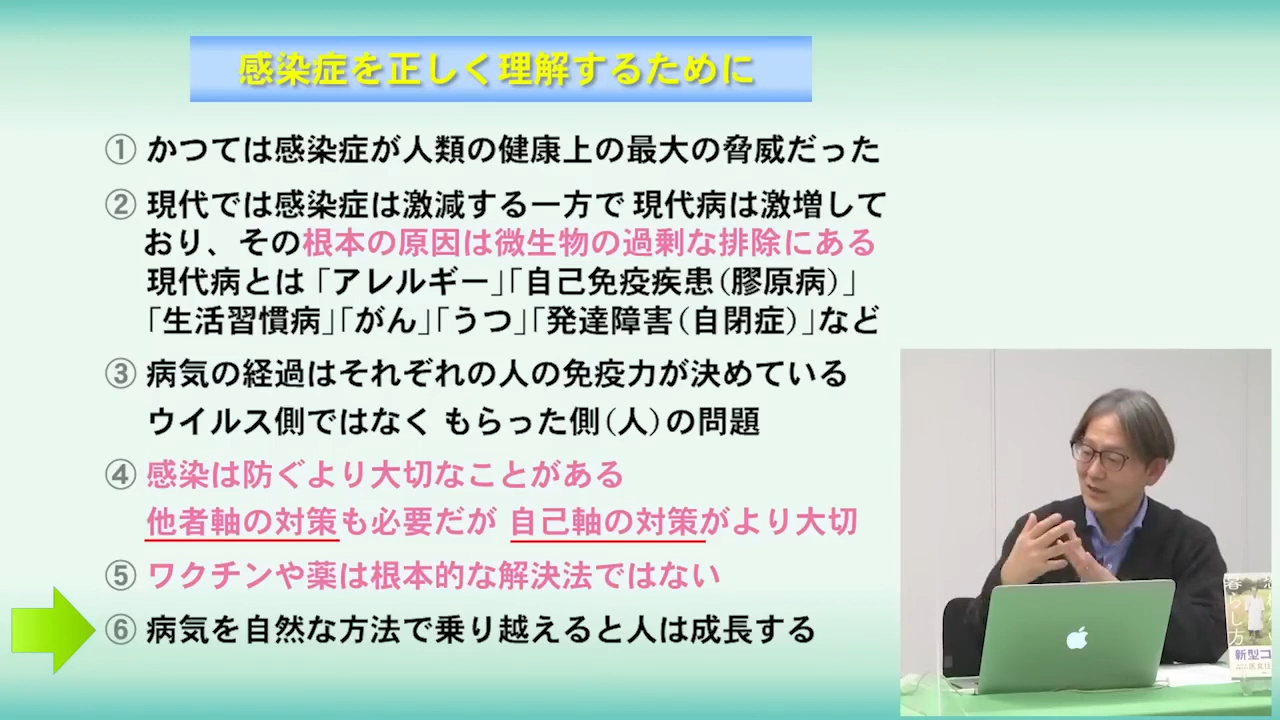 感染症を正しく理解するために
① かつては感染症が人類の健康上の最大の脅威だった
② 現代では感染症は激減する一方で 現代病は激増して
おり、その根本の原因は微生物の過剰な排除にある
現代病とは「アレルギー」「自己免疫疾患（膠原病）」
「生活習慣病」「がん」「うつ」「発達障害（自閉症）」など
③ 病気の経過はそれぞれの人の免疫力が決めている
ウイルス側ではなく もらった側（人）の問題
④ 感染は防ぐより大切なことがある
他者軸の対策も必要だが 自己軸の対策がより大切
⑤ ワクチンや薬は根本的な解決法ではない
⑥ 病気を自然な方法で乗り越えると人は成長する
暮らし方
新型コ